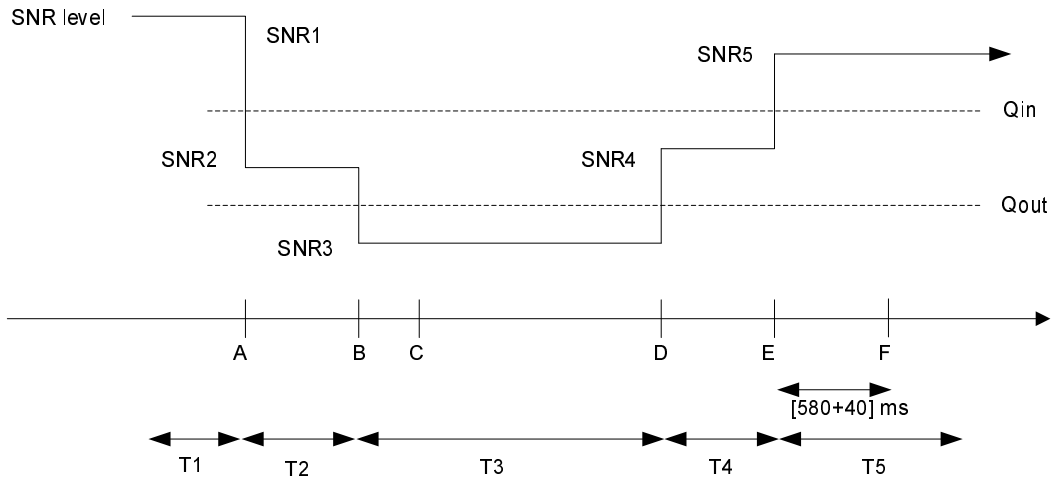 SNR level
SNR1
SNR5
Qin
SNR2
SNR4
Qout
SNR3
A B C D E F
[580+40] ms
T1 T2 T3 T4 T5